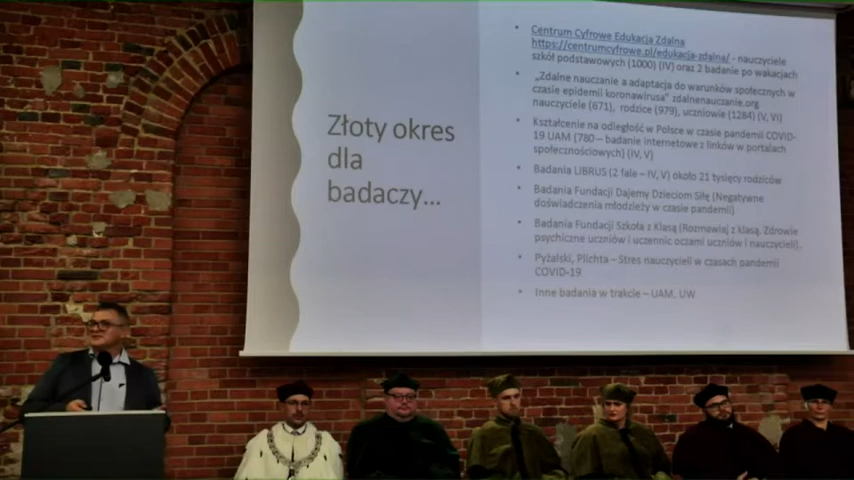 Złoty okres
dla
badaczy...
• Centrum Cyfrowe Edukacja Zdalna
https://centrumcyfrowe.pl/edukacja-zdalna/ - nauczyciele
szkół podstawowych (1000) (IV) oraz 2 badanie po wakacjach
• „Zdalne nauczanie a adaptacja do warunków społecznych w
czasie epidemii koronawirusa" zdalnenauczanie.org
nauczyciele (671), rodzice (979), uczniowie (1284) (V, VI)
• Kształcenie na odległość w Polsce w czasie pandemii COVID-
19 UAM (780 – badanie internetowe z linków w portalach
społecznościowych) (IV, V)
• Badania LIBRUS (2 fale – IV, V) około 21 tysięcy rodziców
• Badania Fundacji Dajemy Dzieciom Siłę (Negatywne
doświadczenia młodzieży w czasie pandemii)
• Badania Fundacji Szkoła z Klasą (Rozmawiaj z klasą. Zdrowie
psychiczne uczniów i uczennic oczami uczniów i nauczycieli).
• Pyżalski, Plichta – Stres nauczycieli w czasach pandemii
COVID-19
• Inne badania w trakcie – UAM, UW